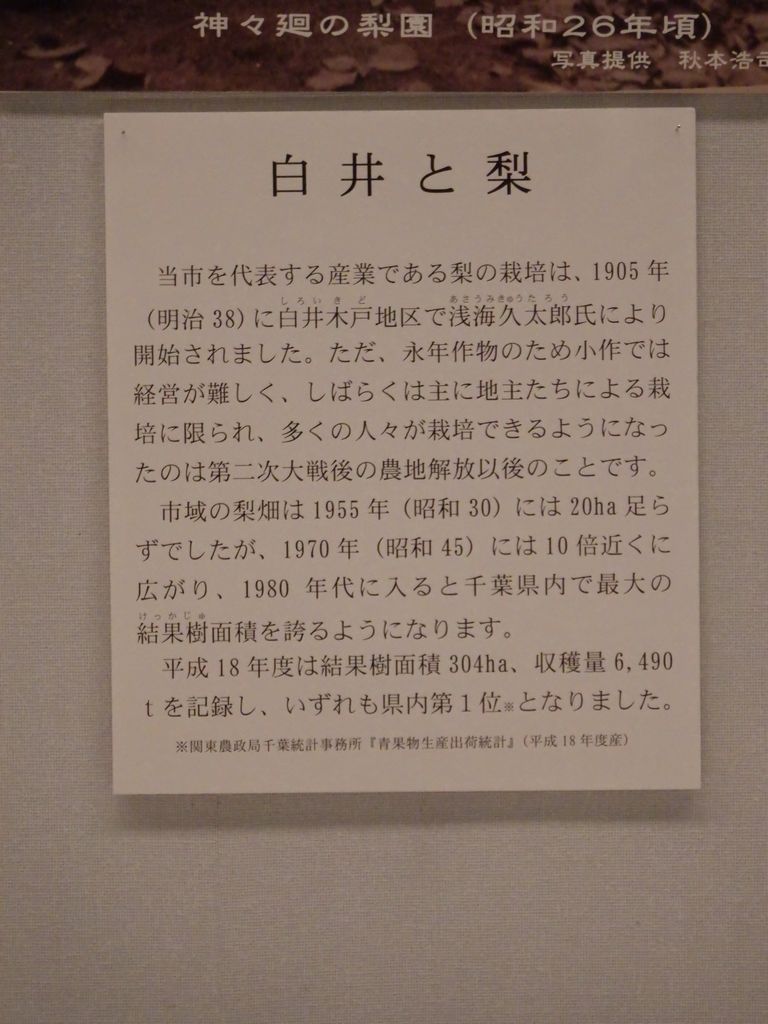 神々廻の梨園（昭和26年頃）
写真提供　秋本浩司
白井と梨
当市を代表する産業である梨の栽培は、1905年
しろいきど　あさうみきゅうたろう
（明治38）に白井木戸地区で浅海久太郎氏により
開始されました。ただ、永年作物のため小作では
経営が難しく、しばらくは主に地主たちによる栽
培に限られ、多くの人々が栽培できるようになっ
たのは第二次大戦後の農地解放以後のことです。
市域の梨畑は1955年（昭和30）には20ha足ら
ずでしたが、1970年（昭和45）には10倍近くに
広がり、1980年代に入ると千葉県内で最大の
けっかじゅ
結果樹面積を誇るようになります。
平成18年度は結果樹面積304ha、収穫量6,490
tを記録し、いずれも県内第１位※となりました。
※関東農政局千葉統計事務所『青果物生産出荷統計』（平成18年度産）